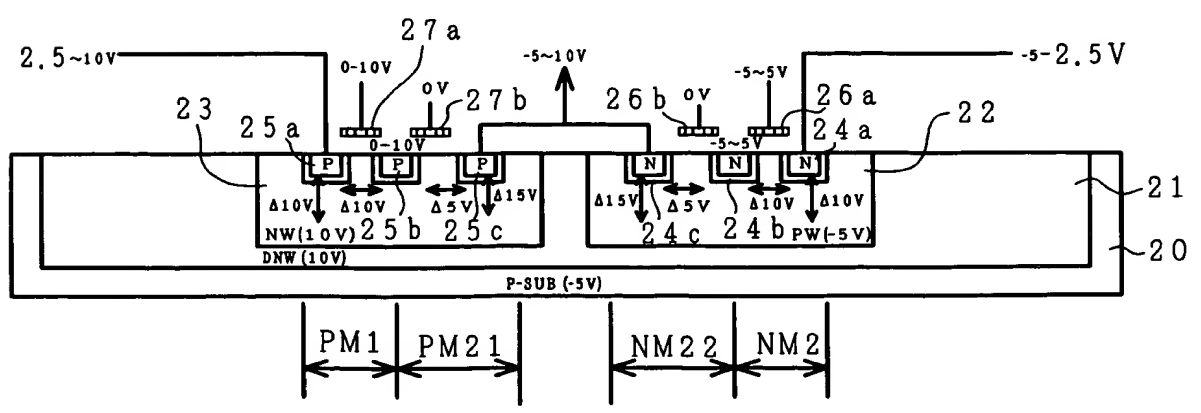 27a
-5~10V
2.5~10V
-5-2.5V
0-10V
-5~5V
0V
27b
26b
0V
26a
23
22
25a
0-10V
-5~5V
24a
P
P
P
N
N
N
21
Δ10V
Δ10V
Δ5V
Δ15V
Δ15V
Δ5V
Δ10V
Δ10V
NW(10V)
25b
25c
24c
24b
PW(-5V)
20
DNW(10V)
P-SUB(-5V)
PM1
PM21
NM22
NM2